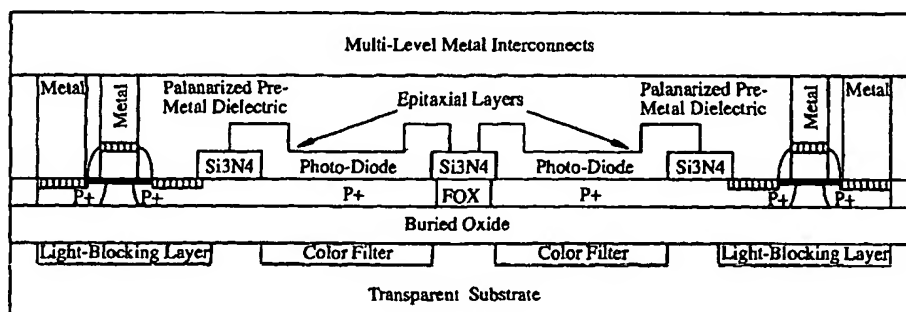 Multi-Level Metal Interconnects
Metal Metal Palanarized Pre-Metal Dielectric Epitaxial Layers Palanarized Pre-Metal Dielectric Metal Metal
Si3N4 Photo-Diode Si3N4 Photo-Diode Si3N4
P+ P+ P+ FOX P+ P+ P+
Buried Oxide
Light-Blocking Layer Color Filter Color Filter Light-Blocking Layer
Transparent Substrate